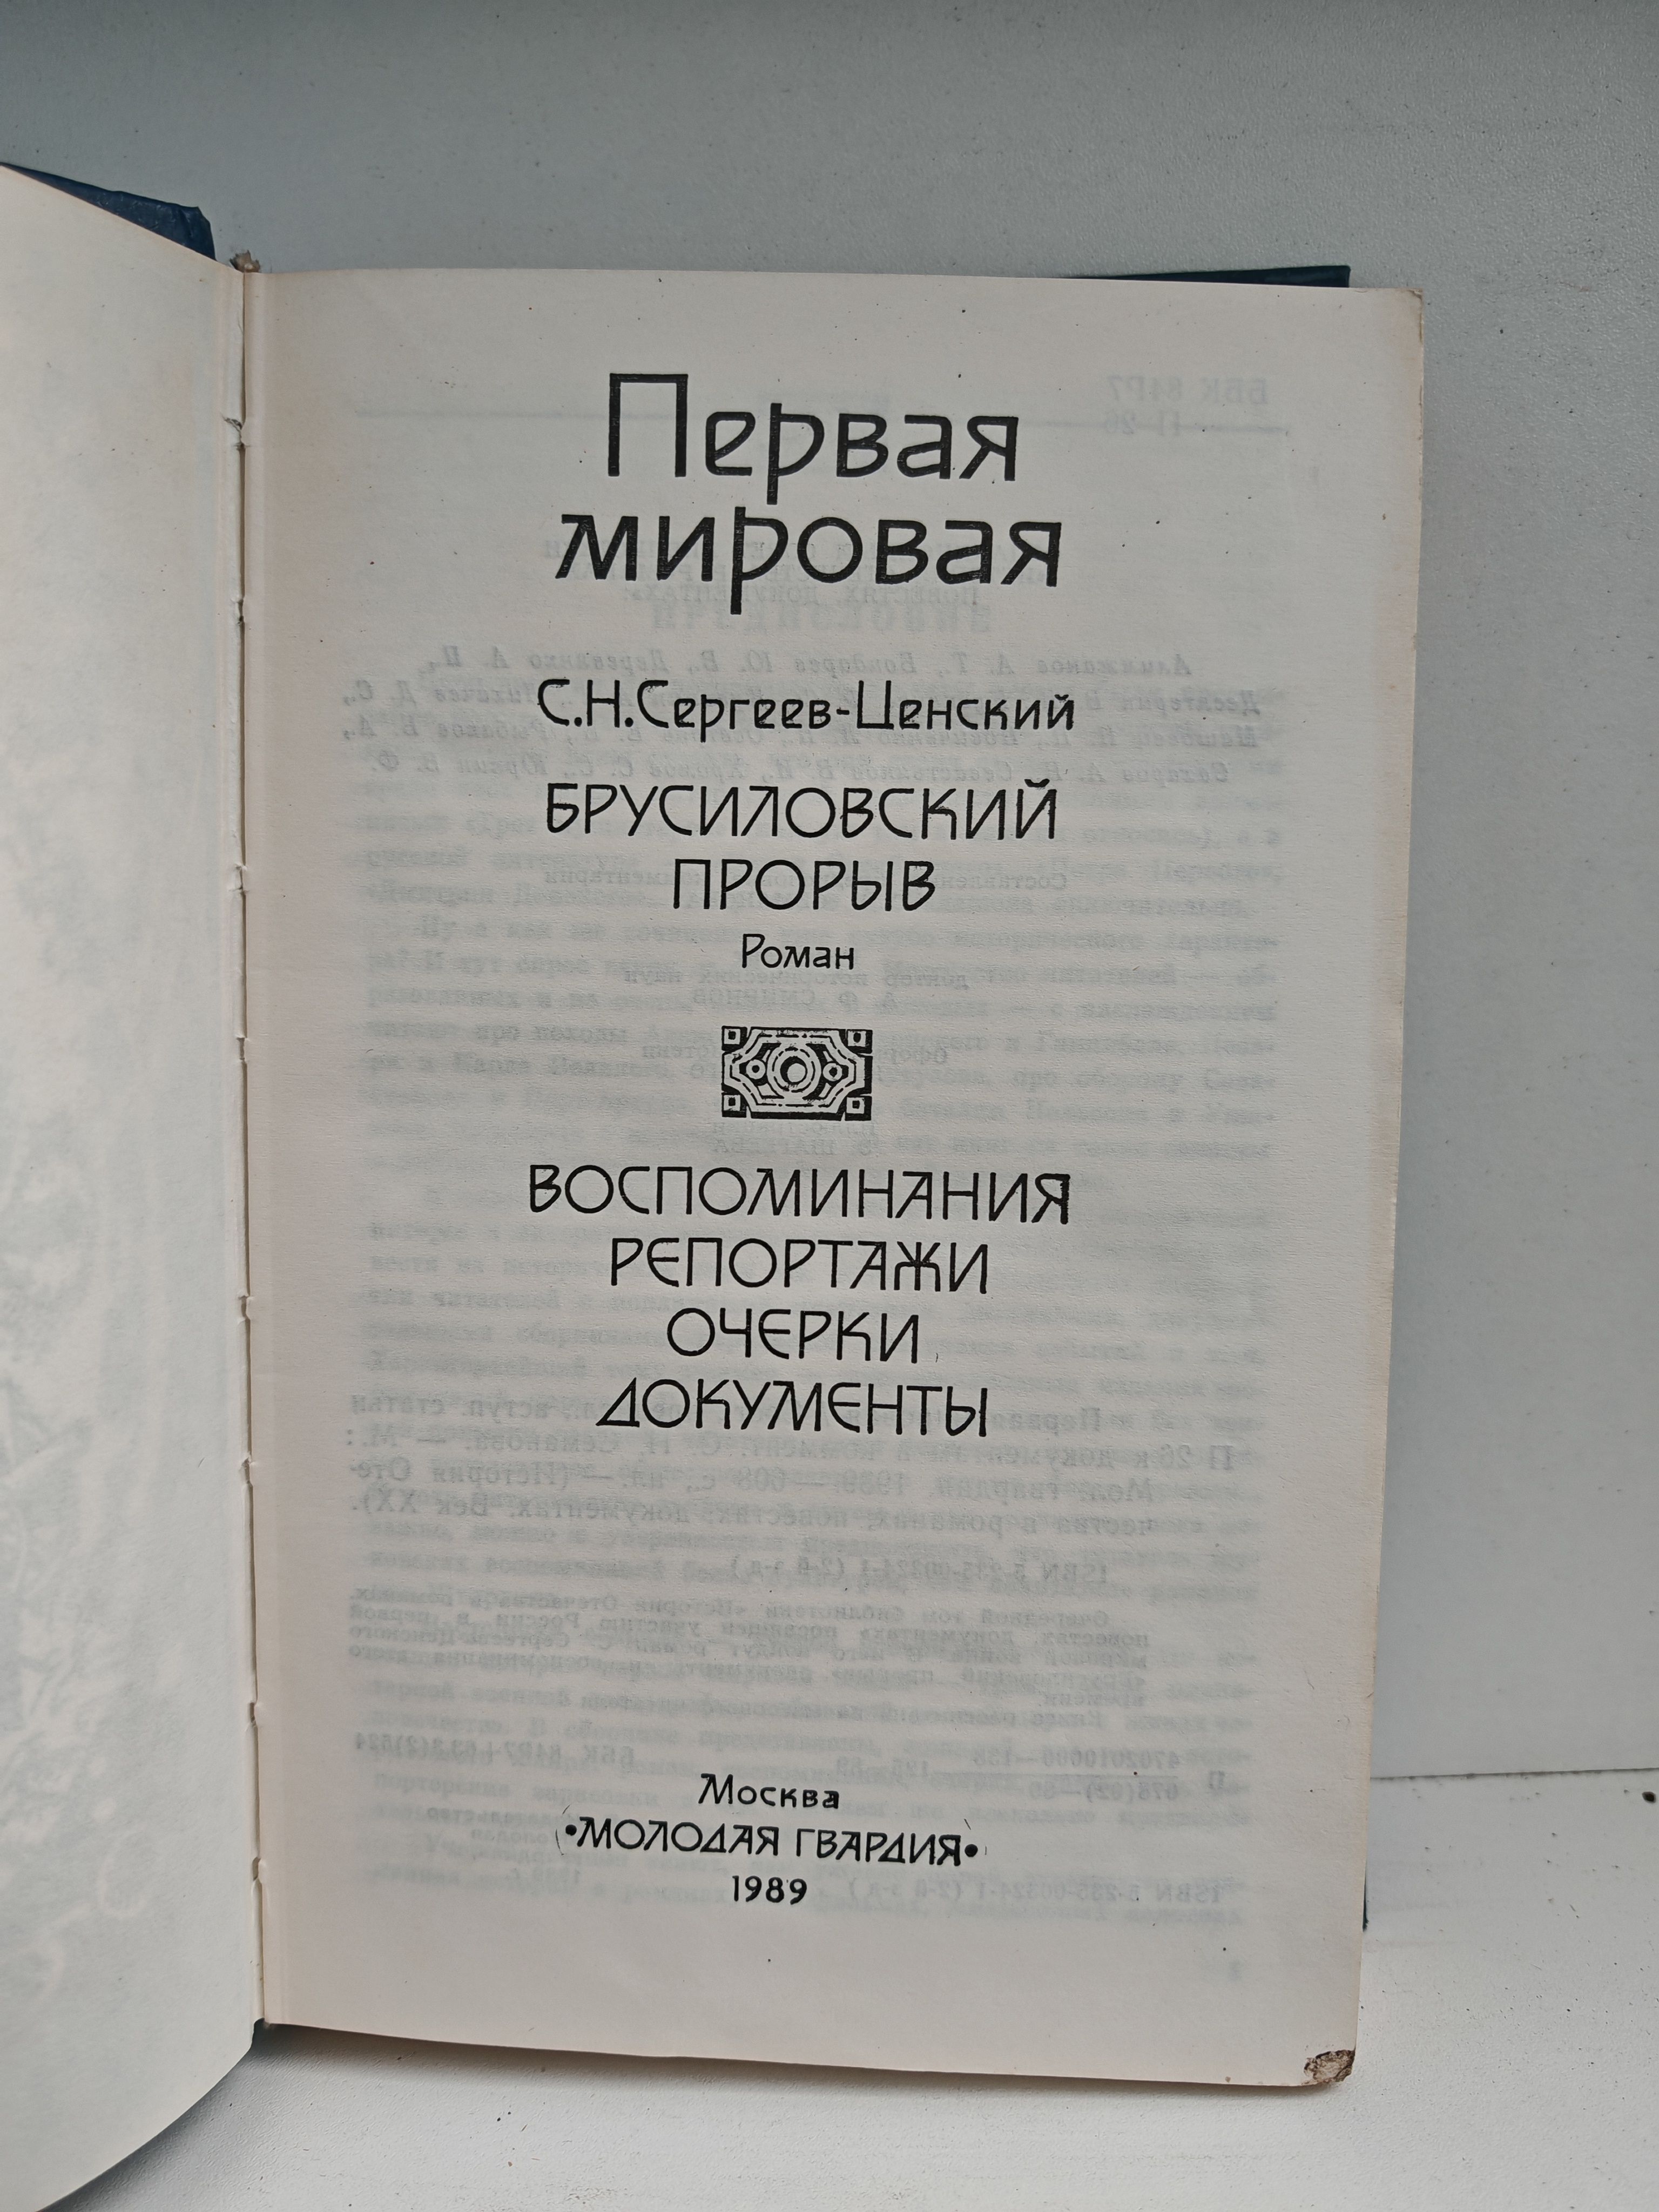 Первая
мировая
С.Н.Сергеев-Ценский
БРУСИЛОВСКИЙ
ПРОРЫВ
Роман
ВОСПОМИНАНИЯ
РЕПОРТАЖИ
ОЧЕРКИ
ДОКУМЕНТЫ
Москва
•МОЛОДАЯ ГВАРДИЯ•
1989